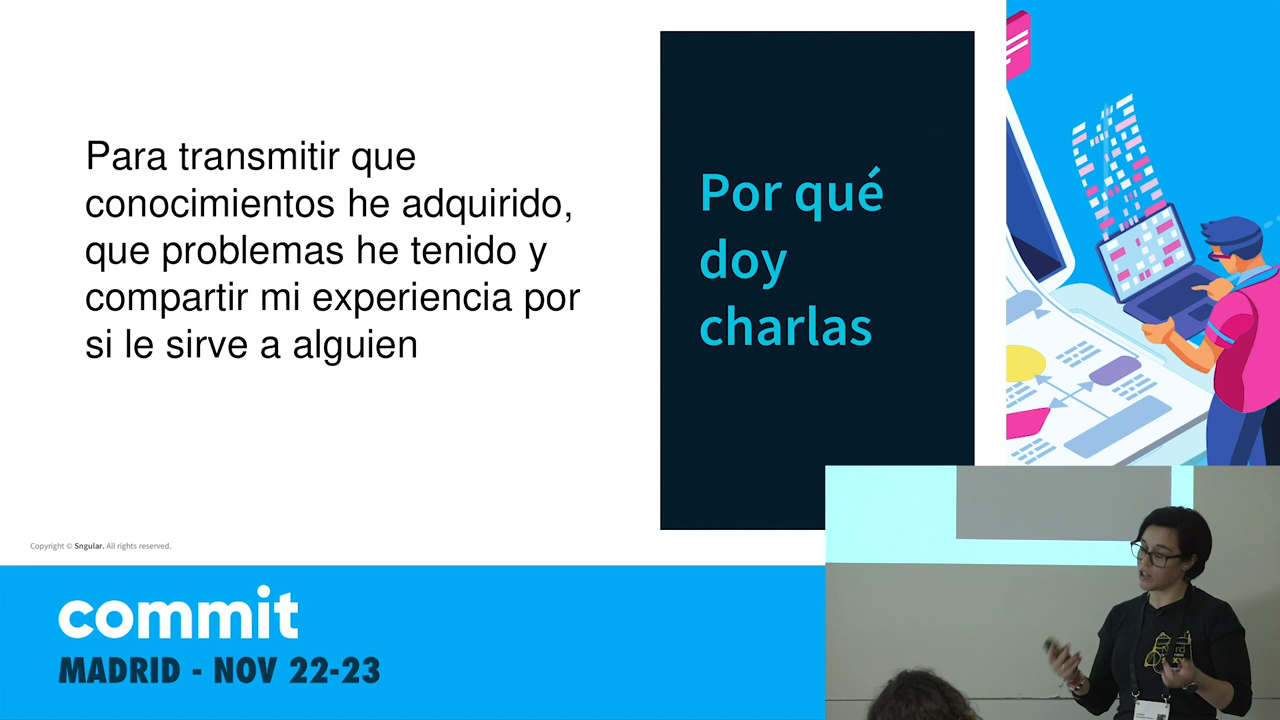 Para transmitir que
conocimientos he adquirido,
que problemas he tenido y
compartir mi experiencia por
si le sirve a alguien
Por qué
doy
charlas
Copyright © Sngular. All rights reserved.
commit
MADRID - NOV 22-23